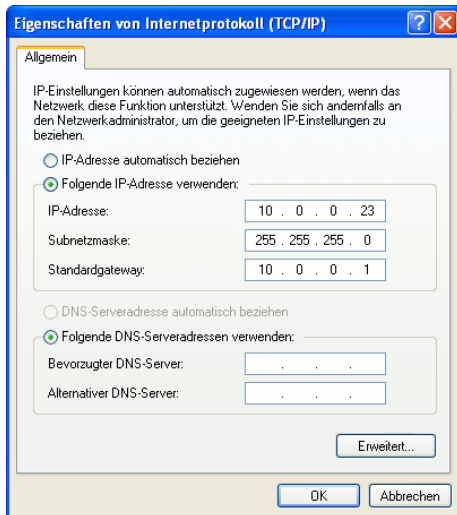 Eigenschaften von Internetprotokoll (TCP/IP)
Allgemein
IP-Einstellungen können automatisch zugewiesen werden, wenn das
Netzwerk diese Funktion unterstützt. Wenden Sie sich andernfalls an
den Netzwerkadministrator, um die geeigneten IP-Einstellungen zu
beziehen.
IP-Adresse automatisch beziehen
Folgende IP-Adresse verwenden:
IP-Adresse: 10 . 0 . 0 . 23
Subnetzmaske: 255 . 255 . 255 . 0
Standardgateway: 10 . 0 . 0 . 1
DNS-Serveradresse automatisch beziehen
Folgende DNS-Serveradressen verwenden:
Bevorzugter DNS-Server: . . .
Alternativer DNS-Server: . . .
Erweitert...
OK Abbrechen